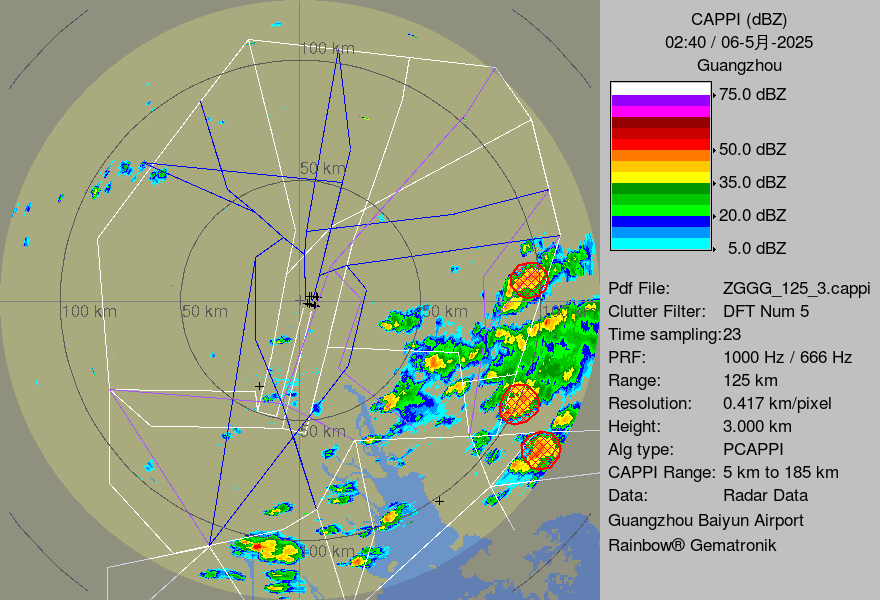 CAPPI (dBZ)
02:40 / 06-5月-2025
Guangzhou
75.0 dBZ
50.0 dBZ
35.0 dBZ
20.0 dBZ
5.0 dBZ
Pdf File: ZGGG_125_3.cappi
Clutter Filter: DFT Num 5
Time sampling:23
PRF: 1000 Hz / 666 Hz
Range: 125 km
Resolution: 0.417 km/pixel
Height: 3.000 km
Alg type: PCAPPI
CAPPI Range: 5 km to 185 km
Data: Radar Data
Guangzhou Baiyun Airport
Rainbow® Gematronik
100 km
50 km
100 km
50 km
50 km
50 km